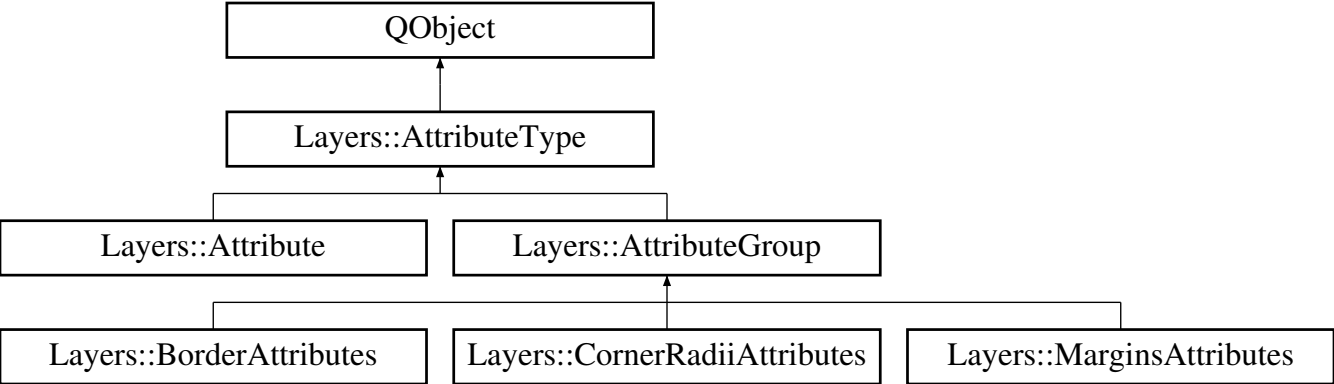 QObject
Layers::AttributeType
Layers::Attribute
Layers::AttributeGroup
Layers::BorderAttributes
Layers::CornerRadiiAttributes
Layers::MarginsAttributes